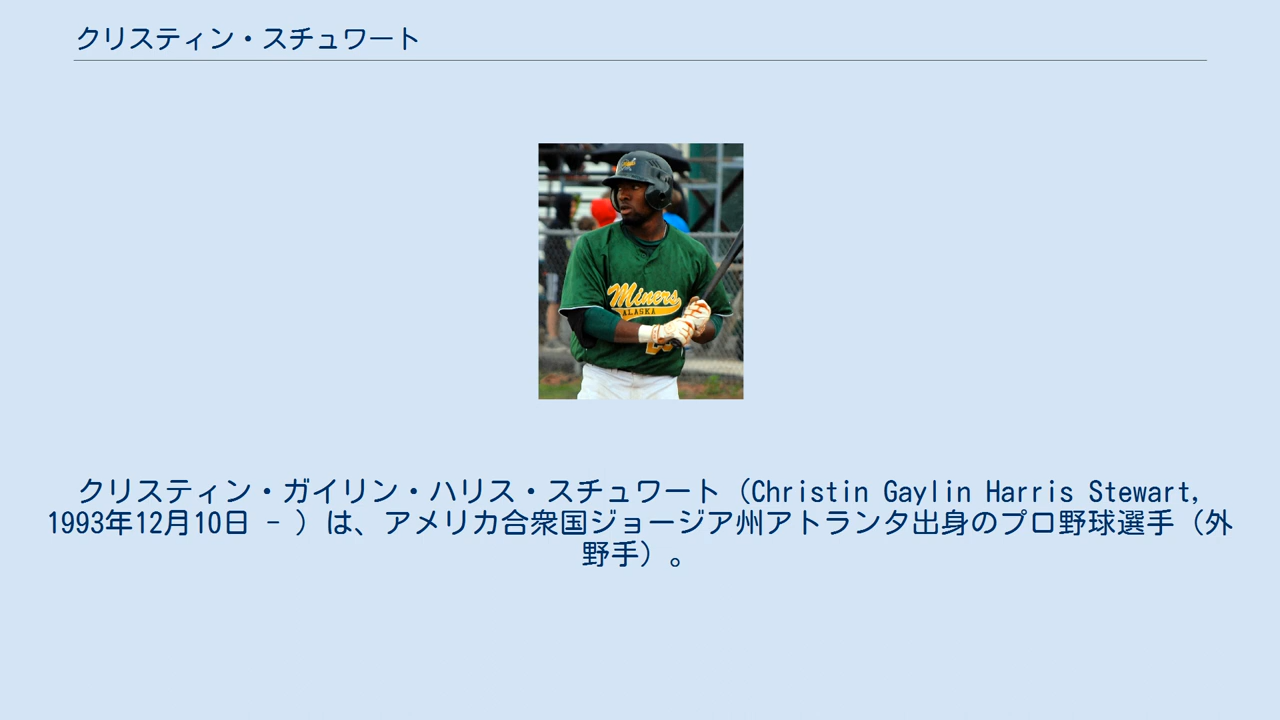 クリスティン・スチュワート
Miners
ALASKA
クリスティン・ガイリン・ハリス・スチュワート（Christin Gaylin Harris Stewart,
1993年12月10日 - ）は、アメリカ合衆国ジョージア州アトランタ出身のプロ野球選手（外
野手）。